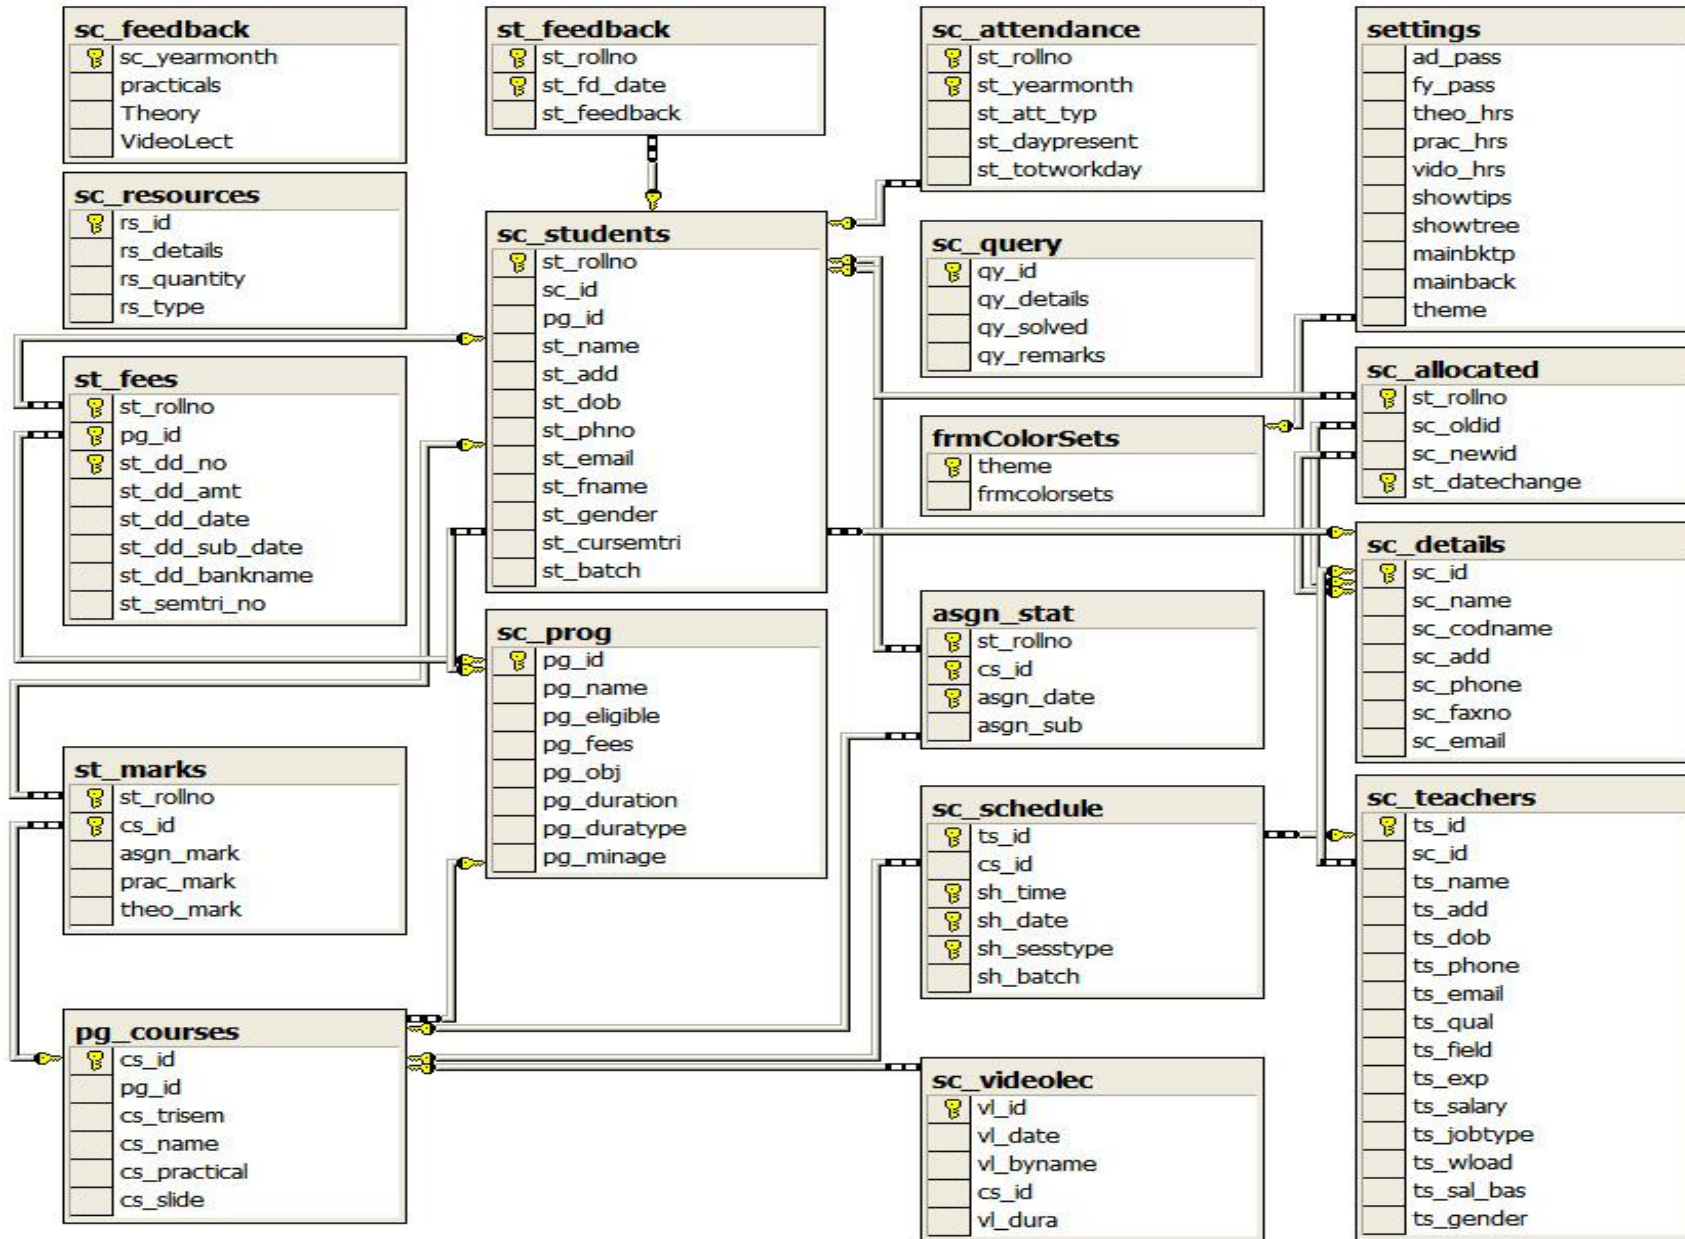 sc_feedback
sc_yearmonth
practicals
Theory
VideoLect
sc_resources
rs_id
rs_details
rs_quantity
rs_type
st_fees
st_rollno
pg_id
st_dd_no
st_dd_amt
st_dd_date
st_dd_sub_date
st_dd_bankname
st_semtri_no
st_marks
st_rollno
cs_id
asgn_mark
prac_mark
theo_mark
pg_courses
cs_id
pg_id
cs_trisem
cs_name
cs_practical
cs_slide
st_feedback
st_rollno
st_fd_date
st_feedback
sc_students
st_rollno
sc_id
pg_id
st_name
st_add
st_dob
st_phno
st_email
st_fname
st_gender
st_cursemtri
st_batch
sc_prog
pg_id
pg_name
pg_eligible
pg_fees
pg_obj
pg_duration
pg_duratype
pg_minage
sc_attendance
st_rollno
st_yearmonth
st_att_typ
st_daypresent
st_totworkday
sc_query
qy_id
qy_details
qy_solved
qy_remarks
frmColorSets
theme
frmcolorsets
asgn_stat
st_rollno
cs_id
asgn_date
asgn_sub
sc_schedule
ts_id
cs_id
sh_time
sh_date
sh_sesstype
sh_batch
sc_videolec
vl_id
vl_date
vl_byname
cs_id
vl_dura
settings
ad_pass
fy_pass
theo_hrs
prac_hrs
vido_hrs
showtips
showtree
mainbktp
mainback
theme
sc_allocated
st_rollno
sc_oldid
sc_newid
st_datechange
sc_details
sc_id
sc_name
sc_codname
sc_add
sc_phone
sc_faxno
sc_email
sc_teachers
ts_id
sc_id
ts_name
ts_add
ts_dob
ts_phone
ts_email
ts_qual
ts_field
ts_exp
ts_salary
ts_jobtype
ts_wload
ts_sal_bas
ts_gender